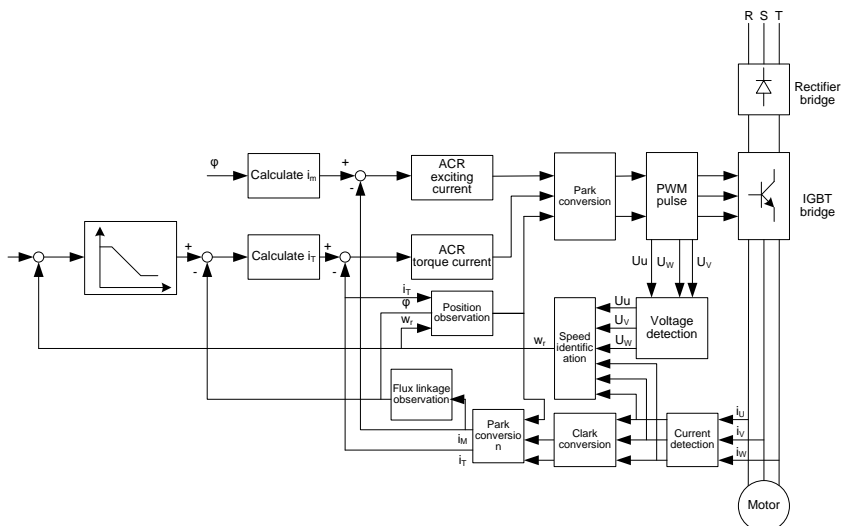 R S T
Rectifier
bridge
φ
Calculate im
+
-
ACR
exciting
current
Park
conversion
PWM
pulse
IGBT
bridge
+
-
Calculate iT
+
-
ACR
torque current
Uu UW UV
iT
φ
wr
Position
observation
wr
Speed
identific
ation
Uu
UV
UW
Voltage
detection
Flux linkage
observation
iM
iT
Park
conversio
n
Clark
conversion
Current
detection
iU
iV
iW
Motor